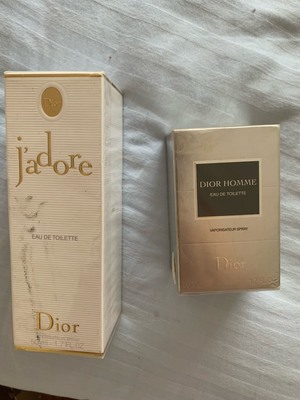 j'adore
EAU DE TOILETTE
Dior
DIOR HOMME
EAU DE TOILETTE
VAPORISATEUR SPRAY
Dior